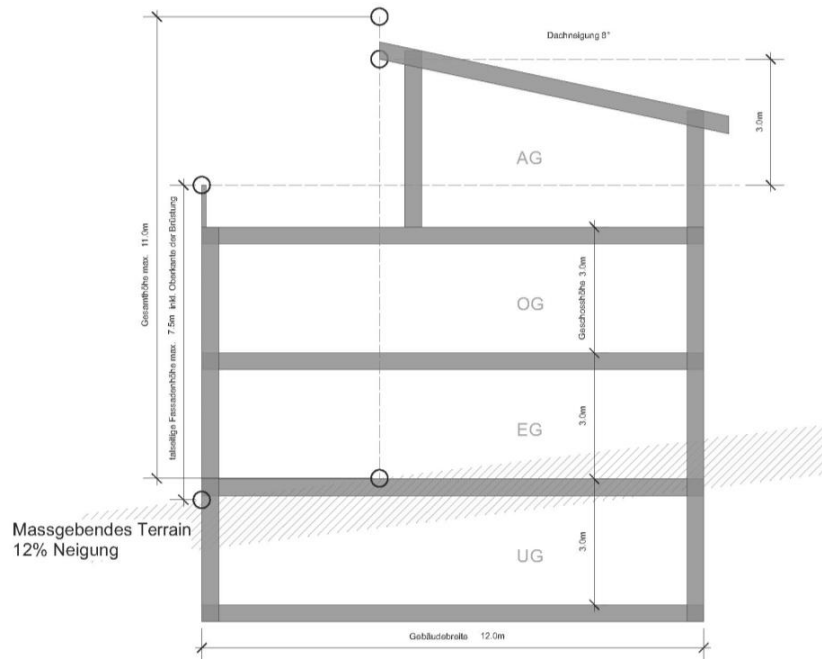 Dachneigung 8°
3.0m
AG
Gesamthöhe max. 11.0m
talseitige Fassadenhöhe max. 7.5m inkl. Oberkante der Brüstung
OG
Geschosshöhe 3.0m
EG
3.0m
Massgebendes Terrain
12% Neigung
UG
3.0m
Gebäudebreite 12.0m